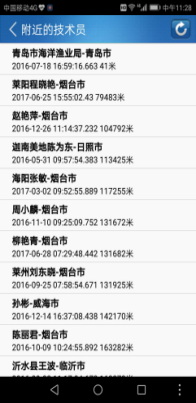 中国移动4G 中午11:28
附近的技术员
青岛市海洋渔业局-青岛市
2016-07-18 16:59:16.663 41米
莱阳程晓艳-烟台市
2017-06-25 15:55:02.43 79483米
赵艳萍-烟台市
2016-12-26 11:14:37.232 104792米
迦南美地陈为东-日照市
2016-05-31 09:57:54.383 113425米
海阳张敏-烟台市
2017-03-02 09:52:55.889 117255米
周小麟-烟台市
2016-11-10 09:25:09.752 131672米
柳艳青-烟台市
2017-06-28 07:29:48.442 131682米
莱州刘东晓-烟台市
2016-09-25 07:58:54.671 131925米
孙彬-威海市
2016-12-14 16:37:08.438 142170米
陈丽君-烟台市
2016-10-09 10:24:55.892 163282米
沂水县王波-临沂市